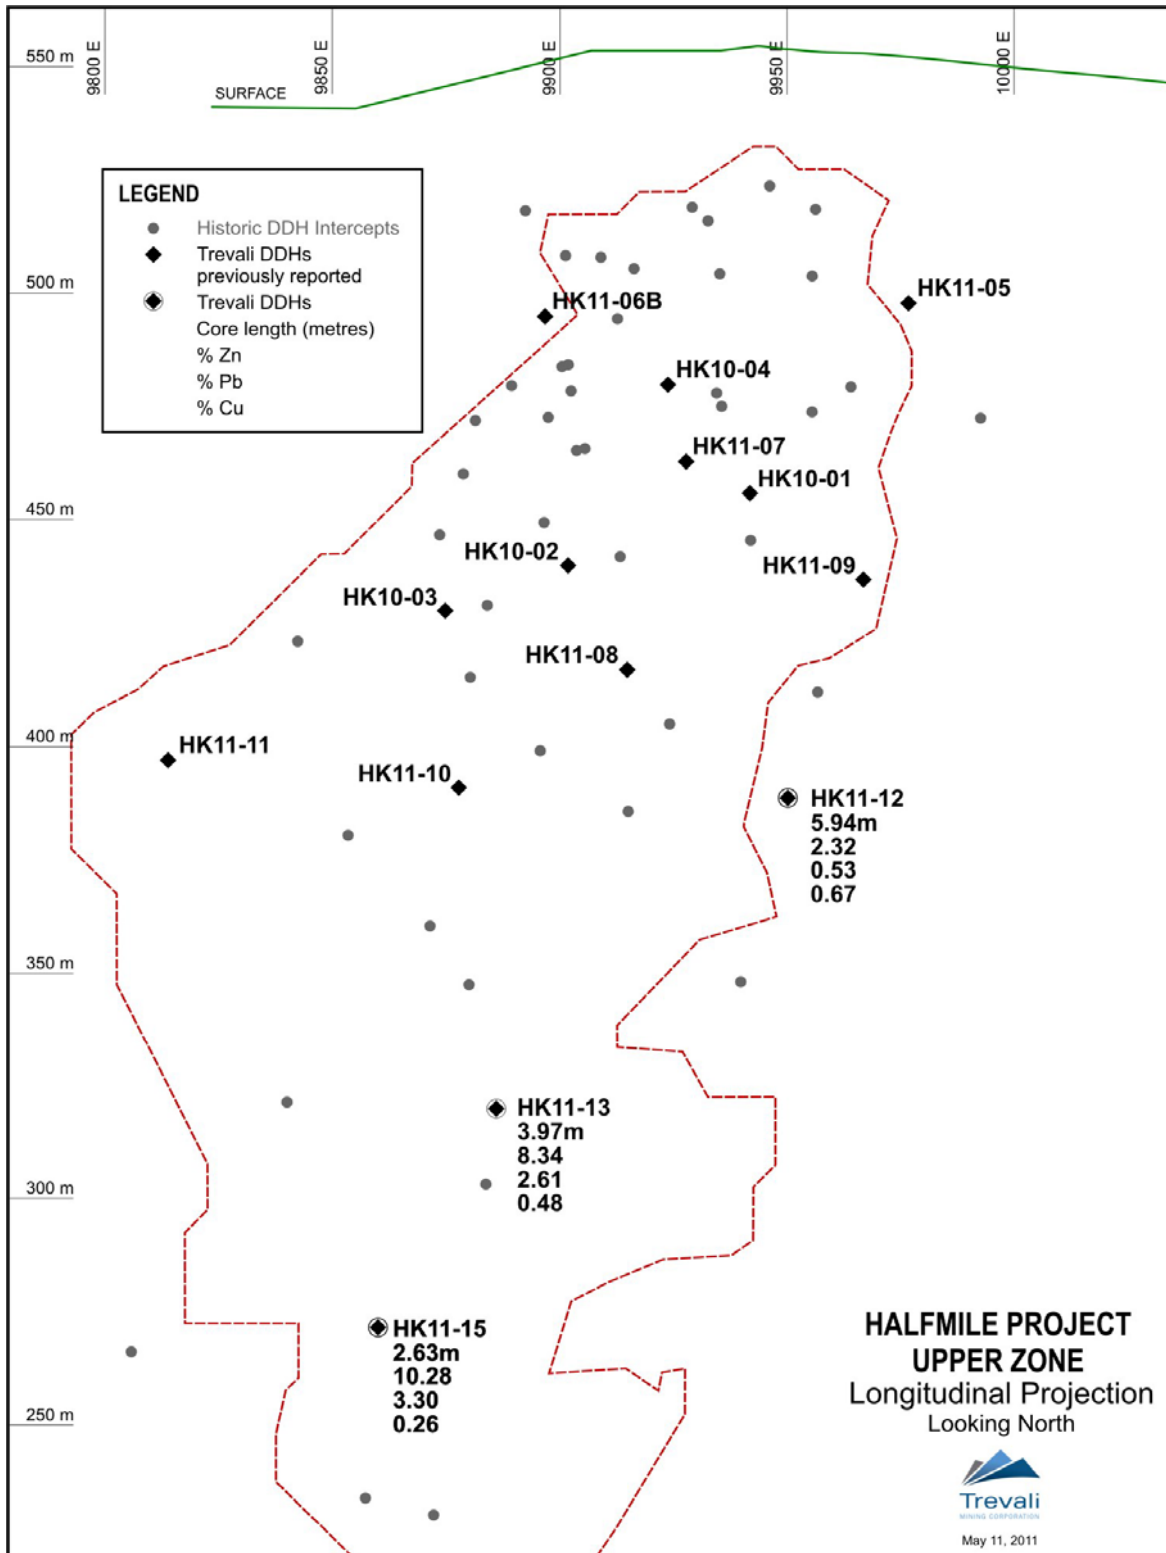 9800 E
9850 E
9900 E
9950 E
10000 E
550 m
SURFACE
LEGEND
Historic DDH Intercepts
Trevali DDHs
previously reported
Trevali DDHs
Core length (metres)
% Zn
% Pb
% Cu
500 m
HK11-06B
HK11-05
HK10-04
HK11-07
HK10-01
450 m
HK10-02
HK11-09
HK10-03
HK11-08
400 m
HK11-11
HK11-10
HK11-12
5.94m
2.32
0.53
0.67
350 m
HK11-13
3.97m
8.34
2.61
0.48
300 m
HK11-15
2.63m
10.28
3.30
0.26
250 m
HALFMILE PROJECT
UPPER ZONE
Longitudinal Projection
Looking North
Trevali
MINING CORPORATION
May 11, 2011